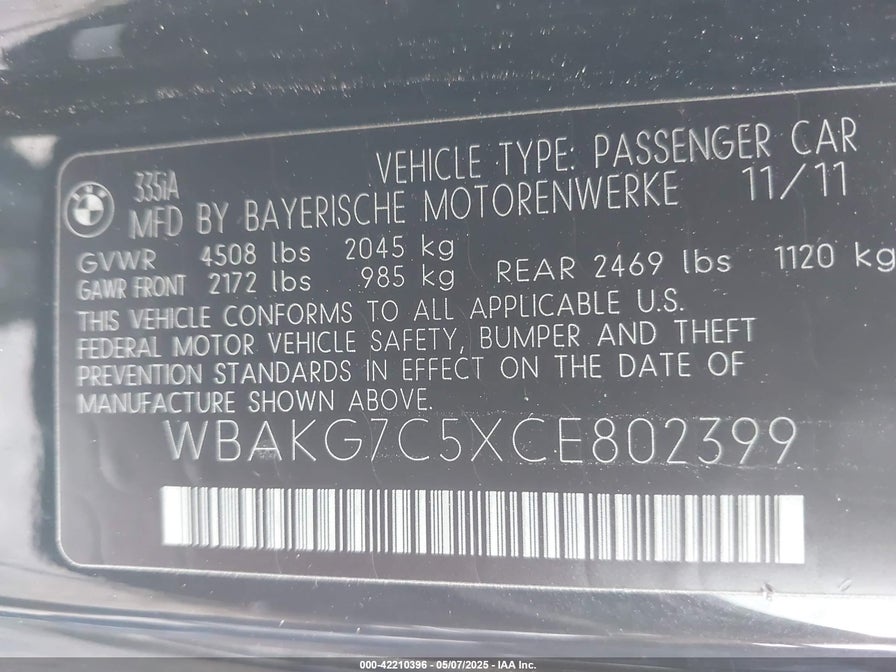 335iA
VEHICLE TYPE: PASSENGER CAR
MFD BY BAYERISCHE MOTORENWERKE 11/11
GVWR 4508 lbs 2045 kg
GAWR FRONT 2172 lbs 985 kg REAR 2469 lbs 1120 kg
THIS VEHICLE CONFORMS TO ALL APPLICABLE U.S.
FEDERAL MOTOR VEHICLE SAFETY, BUMPER AND THEFT
PREVENTION STANDARDS IN EFFECT ON THE DATE OF
MANUFACTURE SHOWN ABOVE.
WBAKG7C5XCE802399
000-42210396 - 05/07/2025 - IAA Inc.